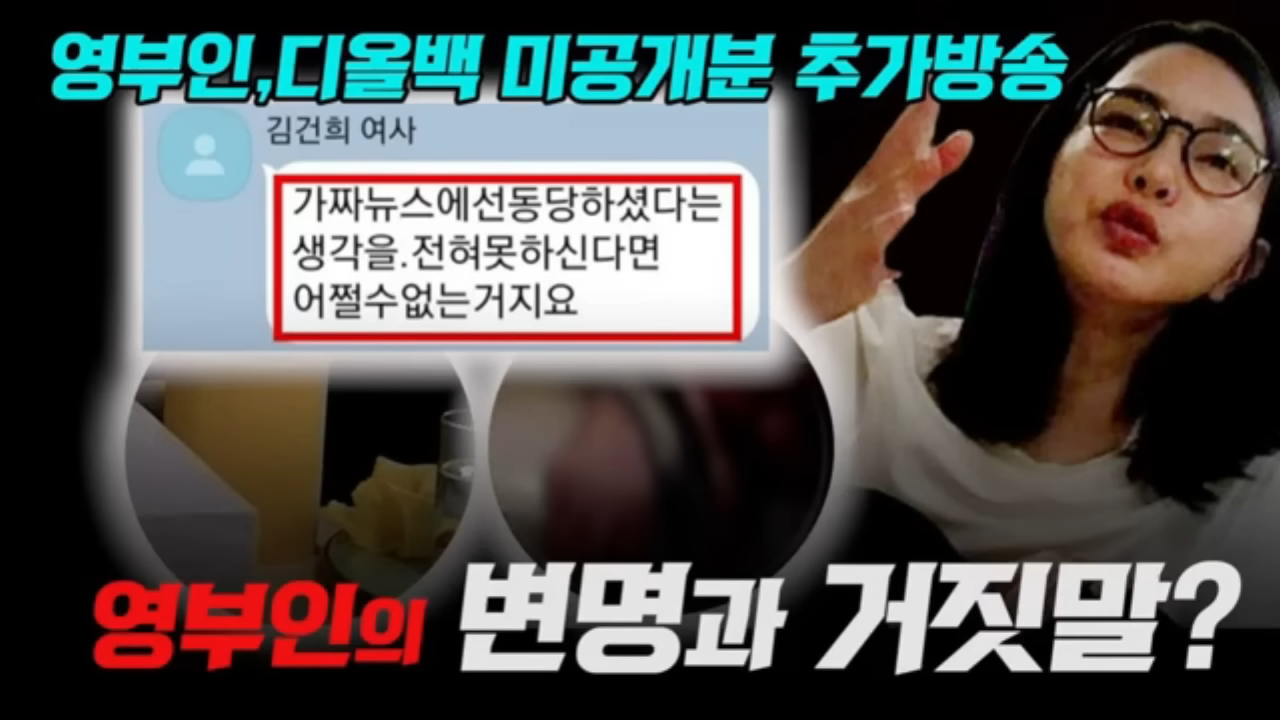 영부인,디올백 미공개분 추가방송
김건희 여사
가짜뉴스에선동당하셨다는
생각을.전혀못하신다면
어쩔수없는거지요
영부인의 변명과 거짓말?